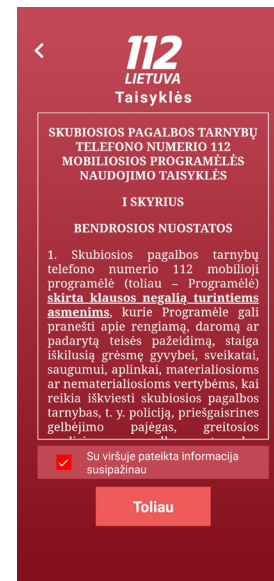 112
LIETUVA
Taisyklės
SKUBIOSIOS PAGALBOS TARNYBŲ
TELEFONO NUMERIO 112
MOBILIOSIOS PROGRAMĖLĖS
NAUDOJIMO TAISYKLĖS
I SKYRIUS
BENDROSIOS NUOSTATOS
1. Skubiosios pagalbos tarnybų
telefono numerio 112 mobilioji
programėlė (toliau – Programėlė)
skirta klausos negalią turintiems
asmenims, kurie Programėle gali
pranešti apie rengiamą, daromą ar
padarytą teisės pažeidimą, staiga
iškilusią grėsmę gyvybei, sveikatai,
saugumui, aplinkai, materialiosioms
ar nematerialiosioms vertybėms, kai
reikia iškviesti skubiosios pagalbos
tarnybas, t. y. policiją, priešgaisrines
gelbėjimo pajėgas, greitosios
Su viršuje pateikta informacija
susipažinau
Toliau